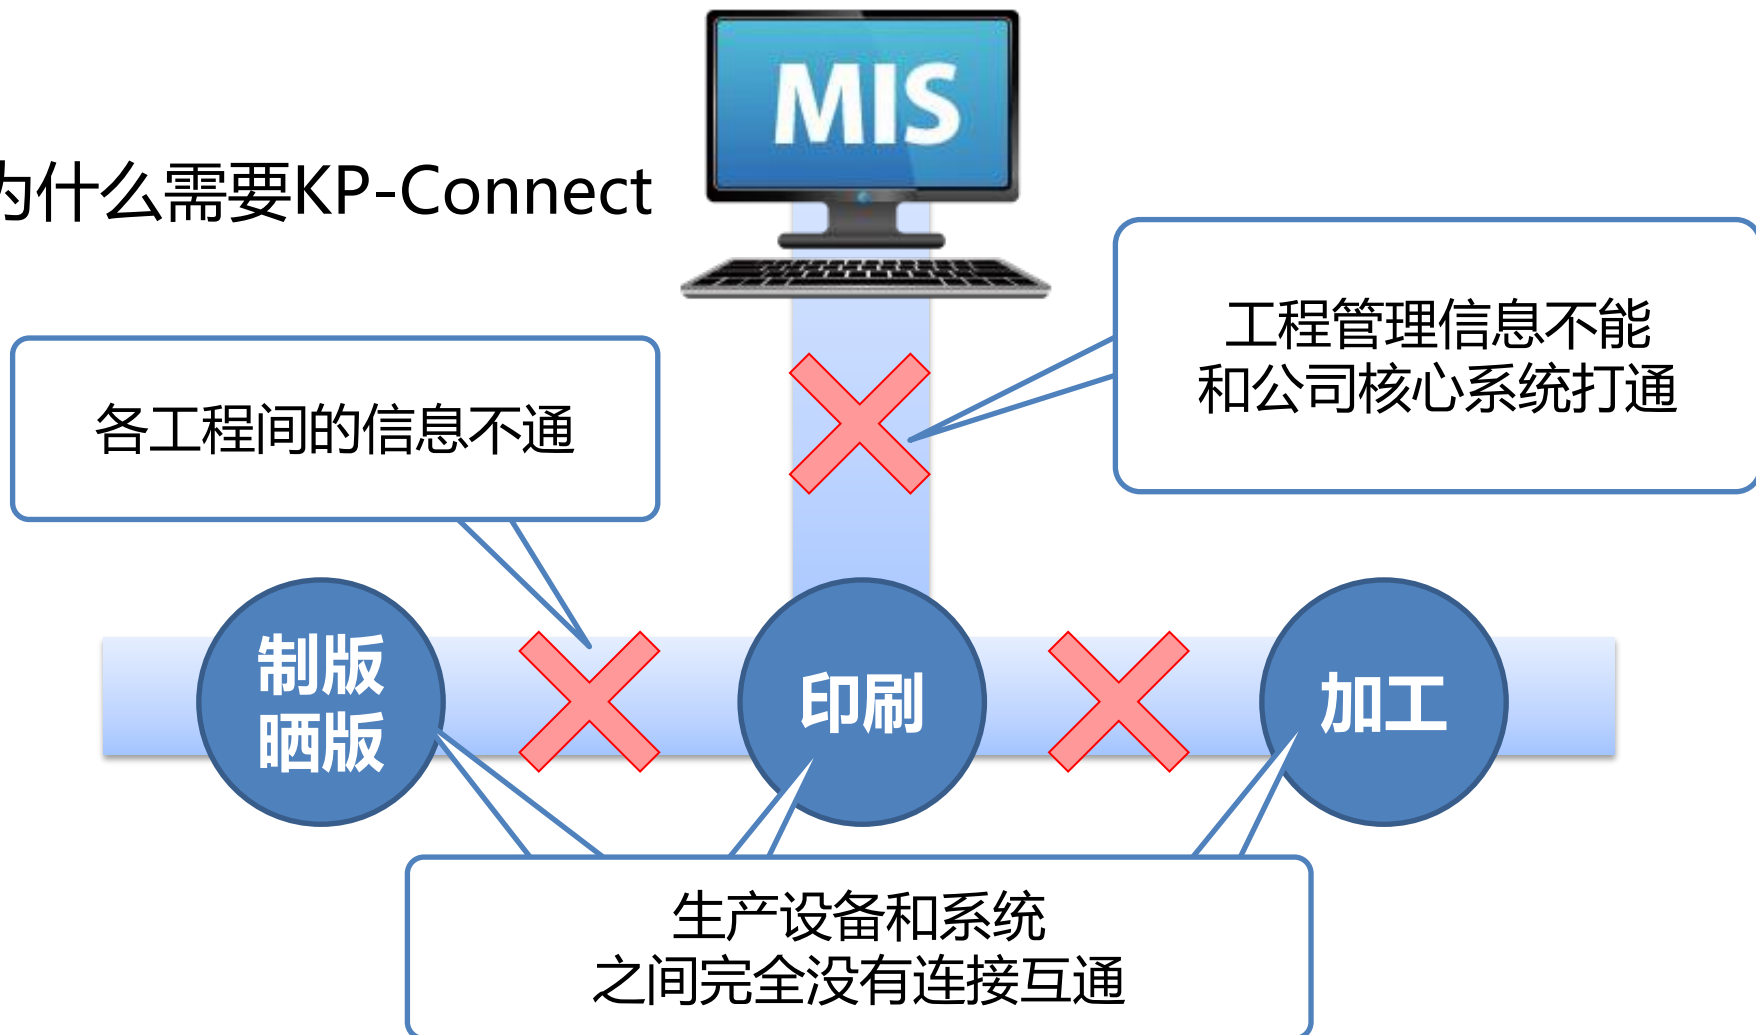 MIS
为什么需要KP-Connect
工程管理信息不能
和公司核心系统打通
各工程间的信息不通
制版
晒版
印刷
加工
生产设备和系统
之间完全没有连接互通